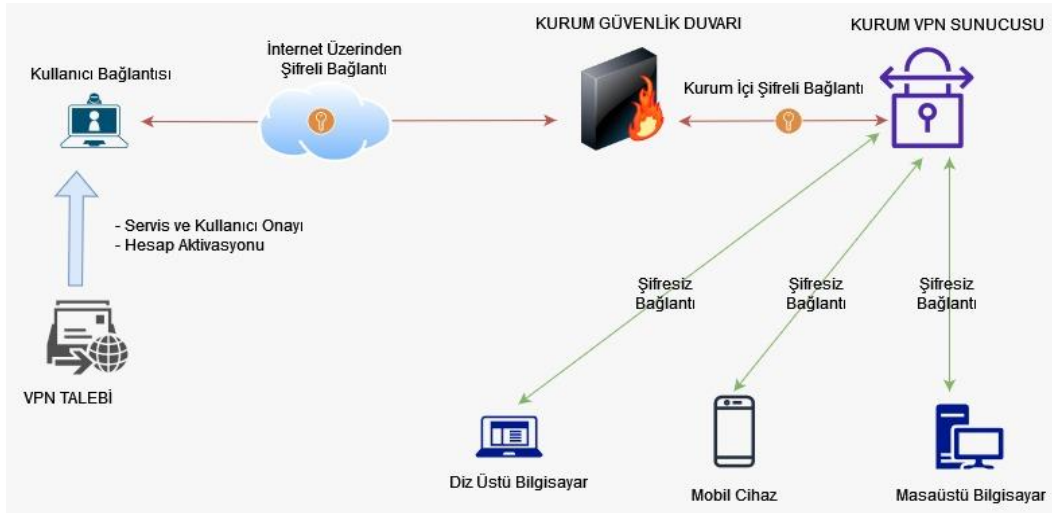 KURUM GÜVENLİK DUVARI
KURUM VPN SUNUCUSU
İnternet Üzerinden
Şifreli Bağlantı
Kullanıcı Bağlantısı
Kurum İçi Şifreli Bağlantı
- Servis ve Kullanıcı Onayı
- Hesap Aktivasyonu
VPN TALEBİ
Şifresiz
Bağlantı
Şifresiz
Bağlantı
Şifresiz
Bağlantı
Diz Üstü Bilgisayar
Mobil Cihaz
Masaüstü Bilgisayar